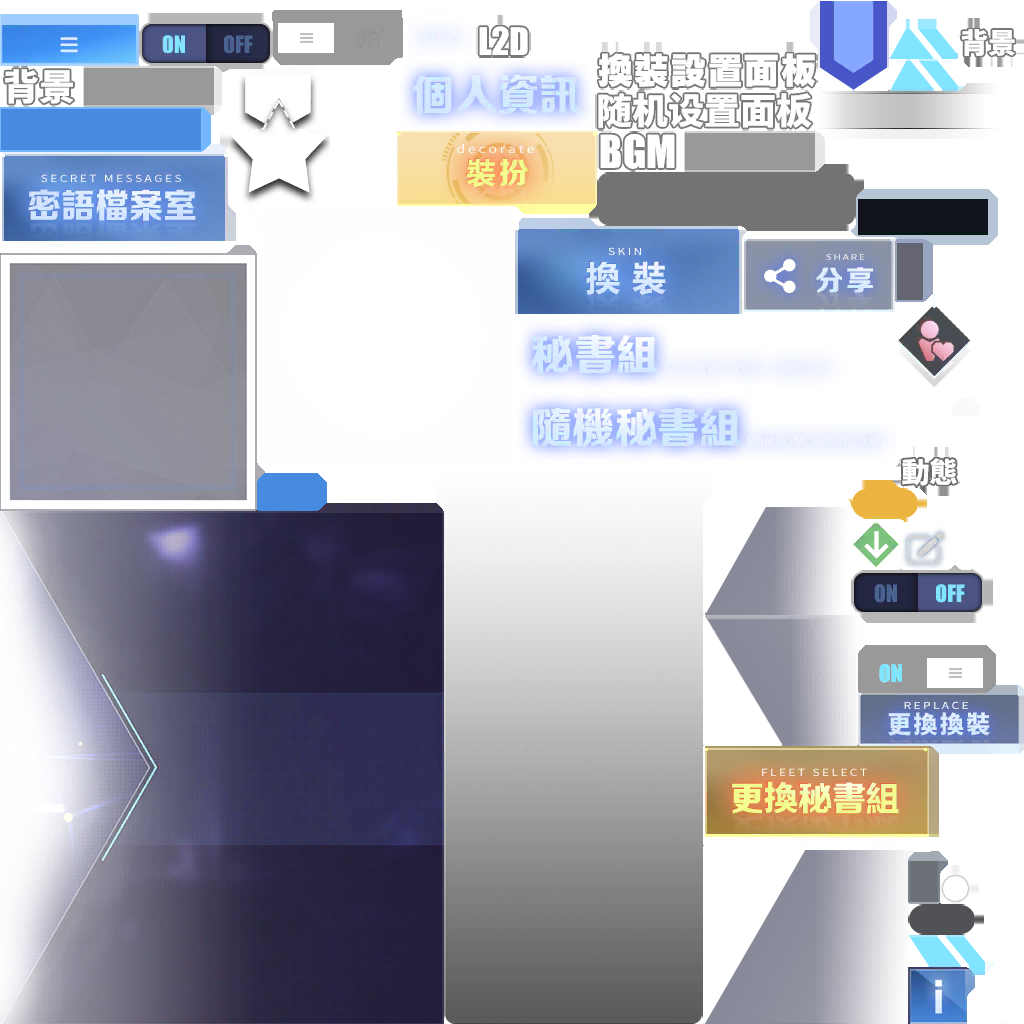 ON OFF
L2D
背景
背景
個人資訊
換裝設置面板
随机设置面板
decorate
裝扮
BGM
SECRET MESSAGES
密語檔案室
SKIN
換裝
SHARE
分享
秘書組
隨機秘書組
動態
ON OFF
ON
REPLACE
更換換裝
FLEET SELECT
更換秘書組
i